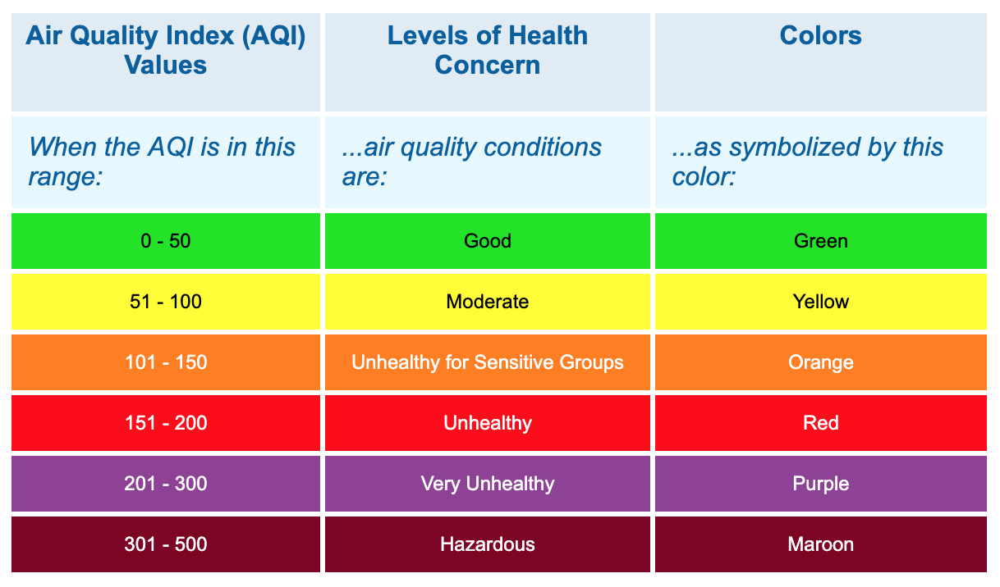 Air Quality Index (AQI)
Values
Levels of Health
Concern
Colors
When the AQI is in this
range:
...air quality conditions
are:
...as symbolized by this
color:
0 - 50
Good
Green
51 - 100
Moderate
Yellow
101 - 150
Unhealthy for Sensitive Groups
Orange
151 - 200
Unhealthy
Red
201 - 300
Very Unhealthy
Purple
301 - 500
Hazardous
Maroon